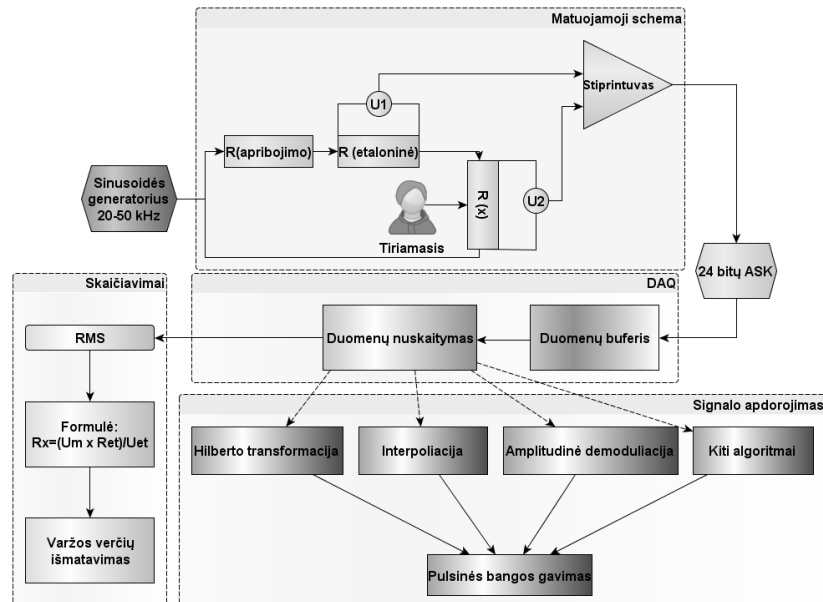 Matuojamoji schema
U1
Stiprintuvas
R(apribojimo)
R (etaloninė)
Sinusoidės
generatorius
20-50 kHz
R (x)
U2
Tiriamasis
24 bitų ASK
Skaičiavimai
DAQ
RMS
Duomenų nuskaitymas
Duomenų buferis
Signalo apdorojimas
Formulė:
Rx=(Um x Ret)/Uet
Hilberto transformacija
Interpoliacija
Amplitudinė demoduliacija
Kiti algoritmai
Varžos verčių
išmatavimas
Pulsinės bangos gavimas